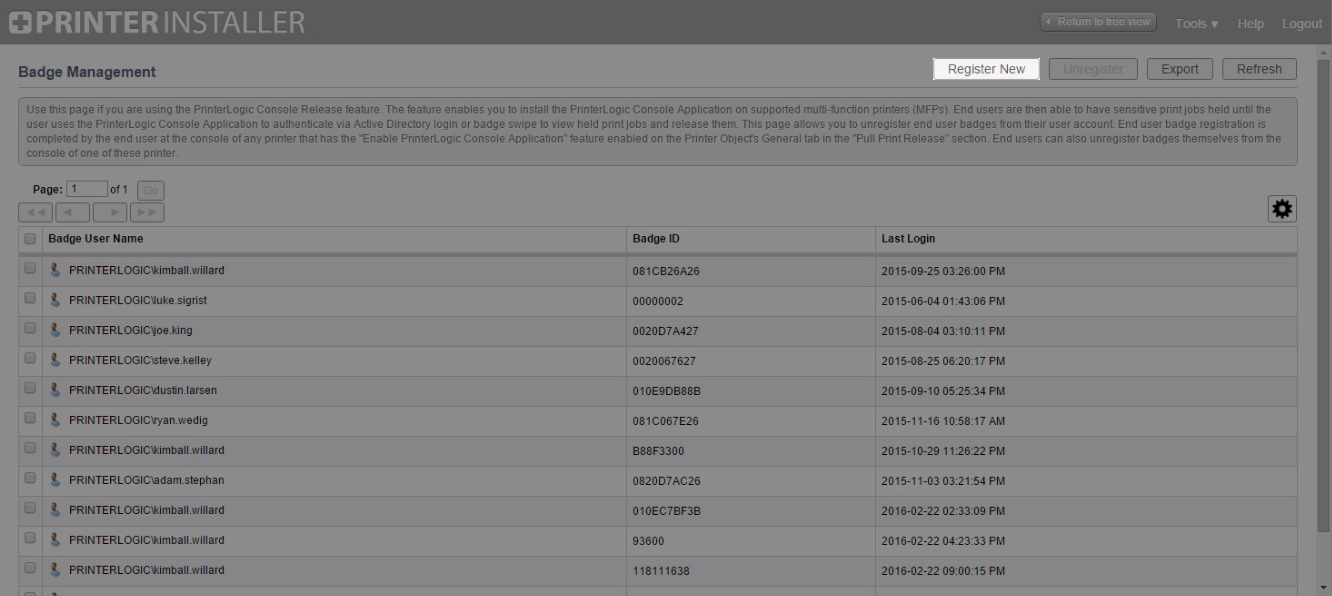 PRINTER INSTALLER
Return to tree view Tools ▾ Help Logout
Badge Management
Register New Unregister Export Refresh
Use this page if you are using the PrinterLogic Console Release feature. The feature enables you to install the PrinterLogic Console Application on supported multi-function printers (MFPs). End users are then able to have sensitive print jobs held until the
user uses the PrinterLogic Console Application to authenticate via Active Directory login or badge swipe to view held print jobs and release them. This page allows you to unregister end user badges from their user account. End user badge registration is
completed by the end user at the console of any printer that has the "Enable PrinterLogic Console Application" feature enabled on the Printer Object's General tab in the "Pull Print Release" section. End users can also unregister badges themselves from the
console of one of these printer.
Page: 1 of 1 Go
Badge User Name Badge ID Last Login
PRINTERLOGIC\kimball.willard 081CB26A26 2015-09-25 03:26:00 PM
PRINTERLOGIC\luke.sigrist 00000002 2015-06-04 01:43:06 PM
PRINTERLOGIC\joe.king 0020D7A427 2015-08-04 03:10:11 PM
PRINTERLOGIC\steve.kelley 0020067627 2015-08-25 06:20:17 PM
PRINTERLOGIC\dustin.larsen 010E9DB88B 2015-09-10 05:25:34 PM
PRINTERLOGIC\ryan.wedig 081C067E26 2015-11-16 10:58:17 AM
PRINTERLOGIC\kimball.willard B88F3300 2015-10-29 11:26:22 PM
PRINTERLOGIC\adam.stephan 0820D7AC26 2015-11-03 03:21:54 PM
PRINTERLOGIC\kimball.willard 010EC7BF3B 2016-02-22 02:33:09 PM
PRINTERLOGIC\kimball.willard 93600 2016-02-22 04:23:33 PM
PRINTERLOGIC\kimball.willard 118111638 2016-02-22 09:00:15 PM